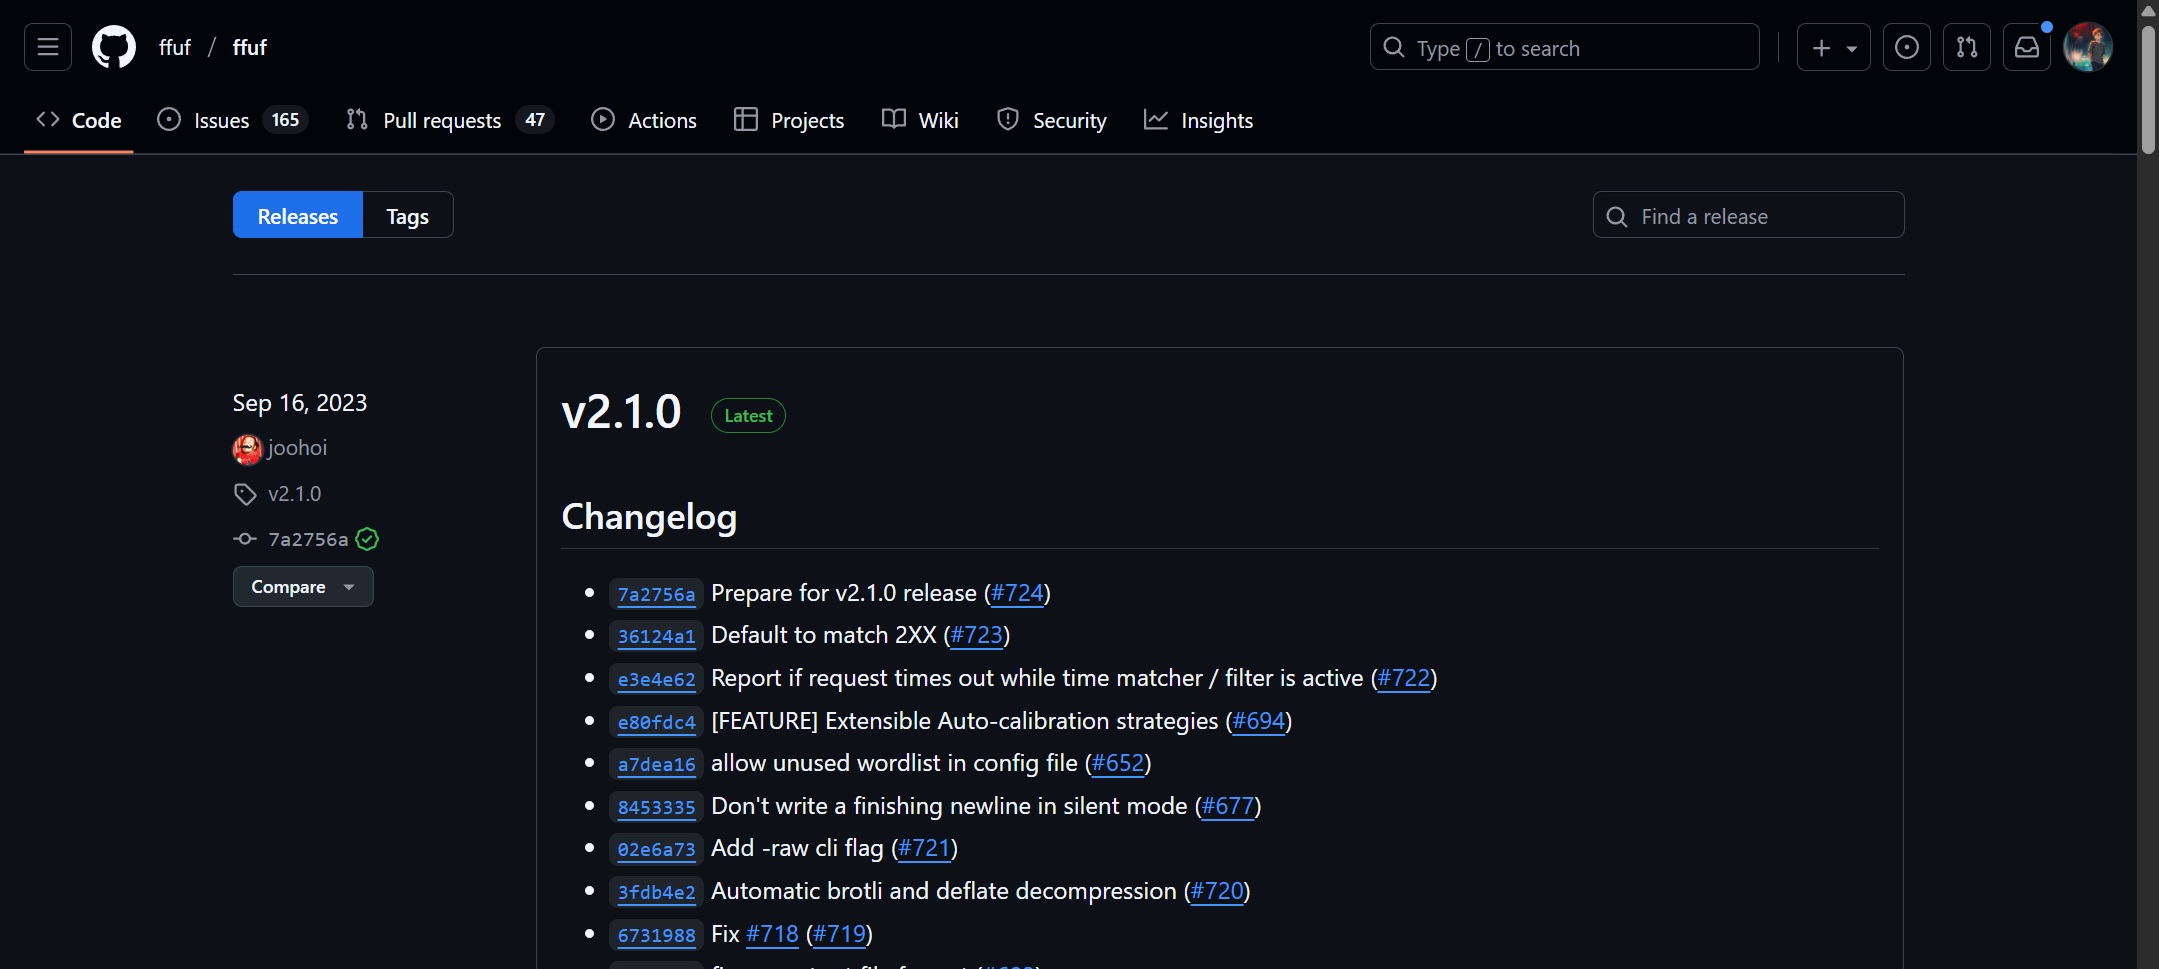 ffuf / ffuf
Type / to search
Code Issues 165 Pull requests 47 Actions Projects Wiki Security Insights
Releases Tags
Find a release
Sep 16, 2023
joohoi
v2.1.0
7a2756a
Compare
v2.1.0 Latest
Changelog
7a2756a Prepare for v2.1.0 release (#724)
36124a1 Default to match 2XX (#723)
e3e4e62 Report if request times out while time matcher / filter is active (#722)
e80fdc4 [FEATURE] Extensible Auto-calibration strategies (#694)
a7dea16 allow unused wordlist in config file (#652)
8453335 Don't write a finishing newline in silent mode (#677)
02e6a73 Add -raw cli flag (#721)
3fdb4e2 Automatic brotli and deflate decompression (#720)
6731988 Fix #718 (#719)